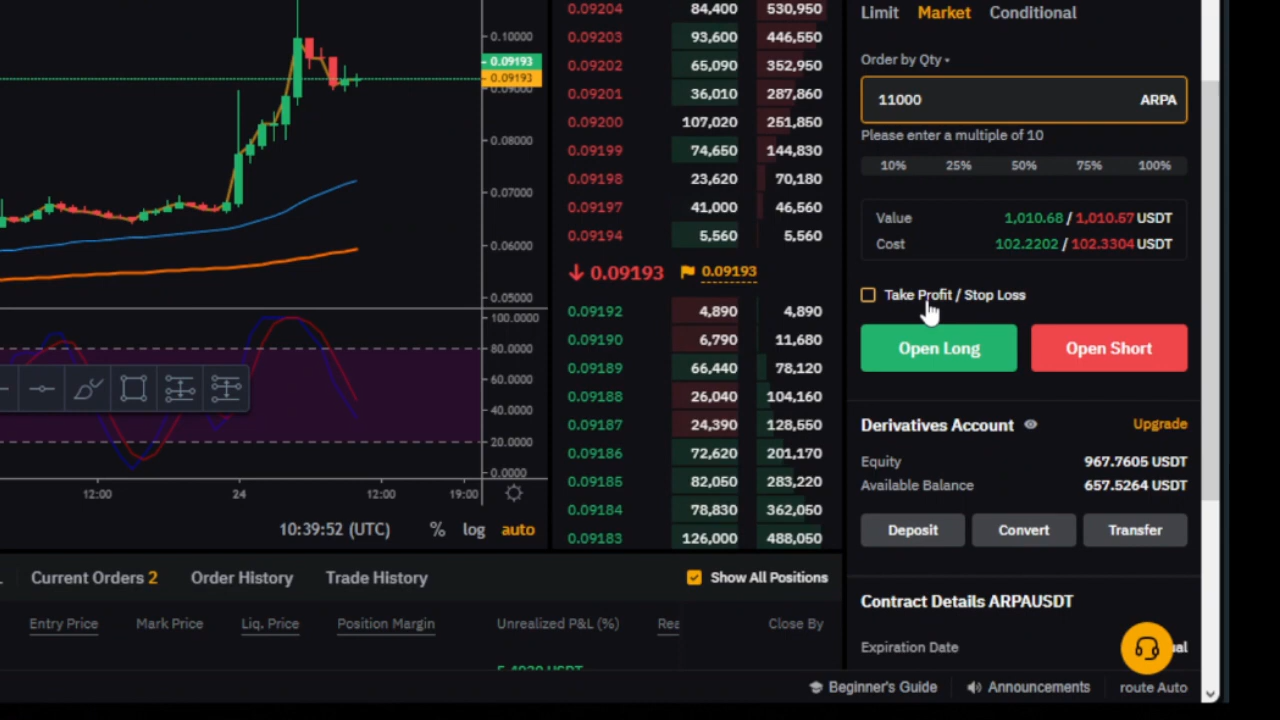 0.10000
0.09193
0.09193
0.09000
0.08000
0.07000
0.06000
0.05000
100.0000
80.0000
60.0000
40.0000
20.0000
0.0000
12:00 24 12:00 19:00
10:39:52 (UTC) % log auto
0.09204 84,400 530,950
0.09203 93,600 446,550
0.09202 65,090 352,950
0.09201 36,010 287,860
0.09200 107,020 251,850
0.09199 74,650 144,830
0.09198 23,620 70,180
0.09197 41,000 46,560
0.09194 5,560 5,560
0.09193 0.09193
0.09192 4,890 4,890
0.09190 6,790 11,680
0.09189 66,440 78,120
0.09188 26,040 104,160
0.09187 24,390 128,550
0.09186 72,620 201,170
0.09185 82,050 283,220
0.09184 78,830 362,050
0.09183 126,000 488,050
Limit Market Conditional
Order by Qty
11000 ARPA
Please enter a multiple of 10
10% 25% 50% 75% 100%
Value 1,010.68 / 1,010.57 USDT
Cost 102.2202 / 102.3304 USDT
Take Profit / Stop Loss
Open Long Open Short
Derivatives Account Upgrade
Equity 967.7605 USDT
Available Balance 657.5264 USDT
Deposit Convert Transfer
Contract Details ARPAUSDT
Expiration Date
Current Orders 2 Order History Trade History Show All Positions
Entry Price Mark Price Liq. Price Position Margin Unrealized P&L (%) Close By
Beginner's Guide Announcements route Auto